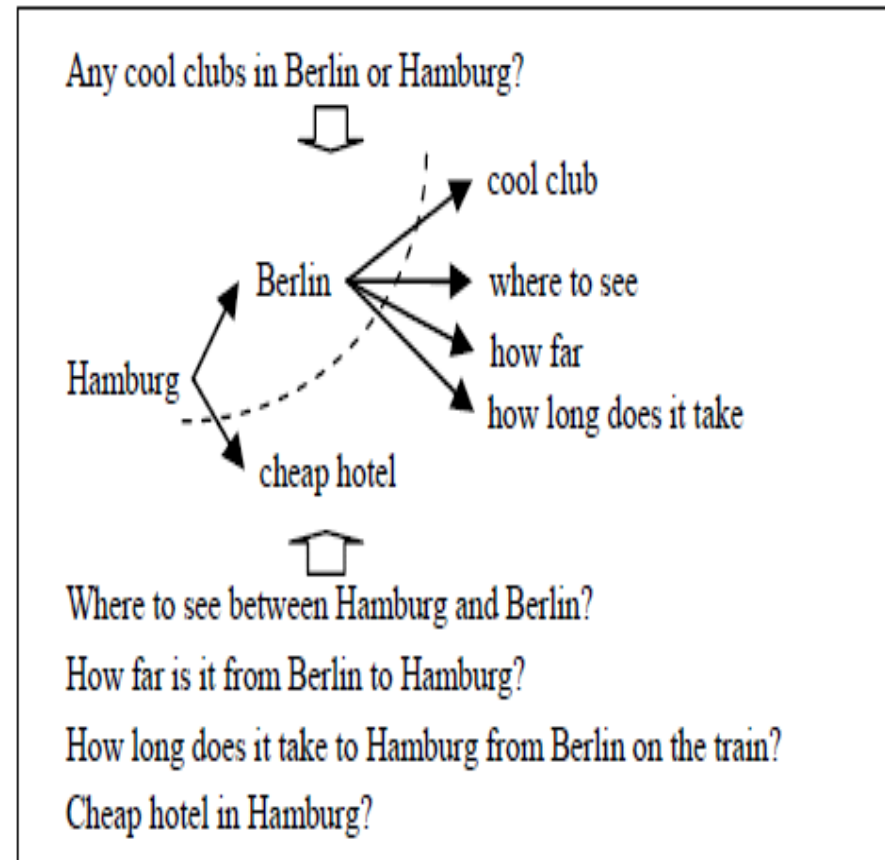 Any cool clubs in Berlin or Hamburg?
cool club
Berlin
where to see
how far
Hamburg
how long does it take
cheap hotel
Where to see between Hamburg and Berlin?
How far is it from Berlin to Hamburg?
How long does it take to Hamburg from Berlin on the train?
Cheap hotel in Hamburg?